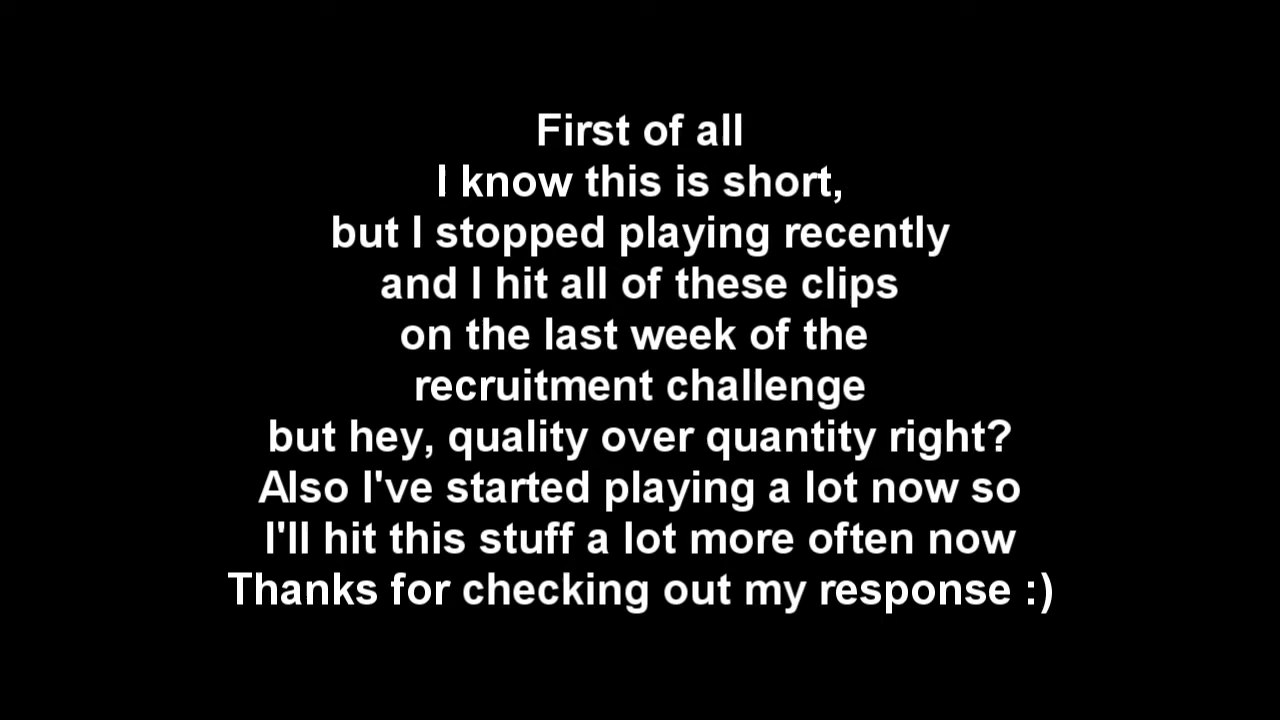 First of all
I know this is short,
but I stopped playing recently
and I hit all of these clips
on the last week of the
recruitment challenge
but hey, quality over quantity right?
Also I've started playing a lot now so
I'll hit this stuff a lot more often now
Thanks for checking out my response :)